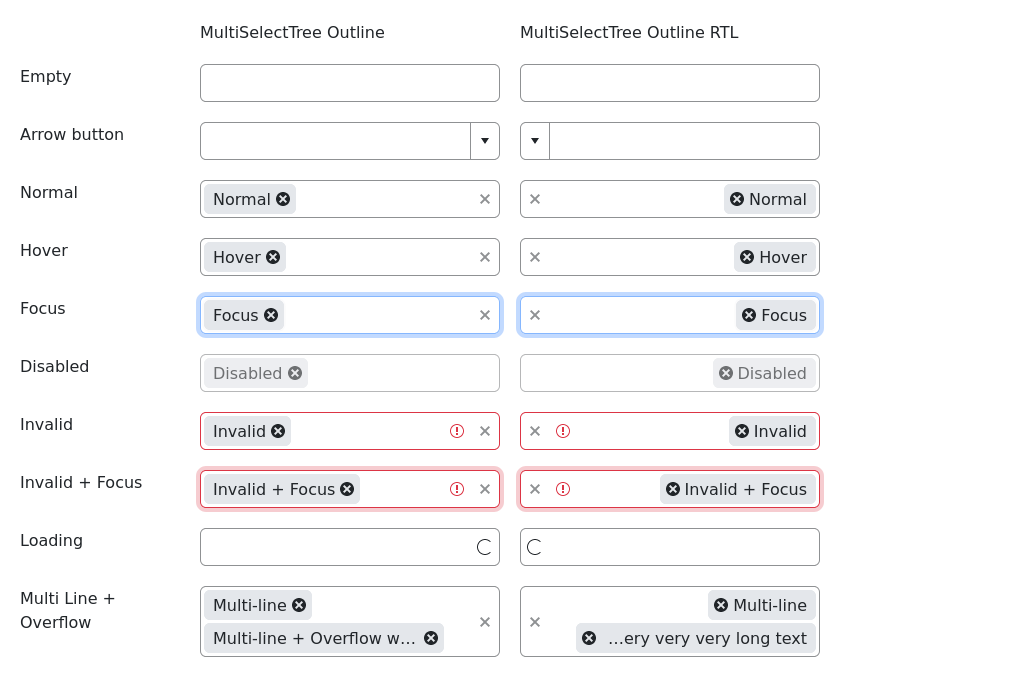 MultiSelectTree Outline MultiSelectTree Outline RTL
Empty
Arrow button
Normal Normal Normal
Hover Hover Hover
Focus Focus Focus
Disabled Disabled Disabled
Invalid Invalid Invalid
Invalid + Focus Invalid + Focus Invalid + Focus
Loading
Multi Line + Multi-line Multi-line
Overflow Multi-line + Overflow w... ...ery very very long text